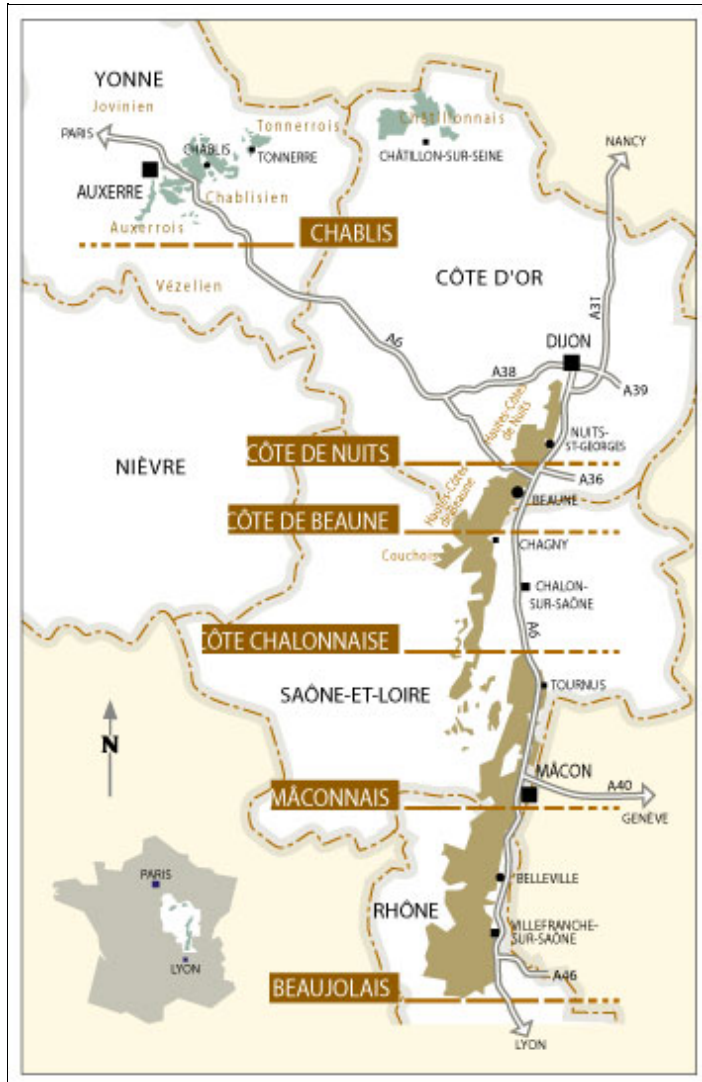 YONNE
Jovinien
PARIS
Tonnerrois
CHABLIS
TONNERRE
AUXERRE
Chablisien
Auxerrois
CHABLIS
Vézelien
Châtillonnais
CHÂTILLON-SUR-SEINE
NANCY
CÔTE D'OR
A31
A6
DIJON
A38
A39
Hautes-Côtes
de Nuits
NUITS-
ST-GEORGES
NIÈVRE
CÔTE DE NUITS
A36
BEAUNE
Hautes-Côtes
de Beaune
CÔTE DE BEAUNE
CHAGNY
Couchois
CHALON-
SUR-SAÔNE
A6
CÔTE CHALONNAISE
SAÔNE-ET-LOIRE
TOURNUS
N
MÂCON
MÂCONNAIS
A40
GENÈVE
PARIS
LYON
BELLEVILLE
RHÔNE
VILLEFRANCHE-
SUR-SAÔNE
A46
BEAUJOLAIS
LYON